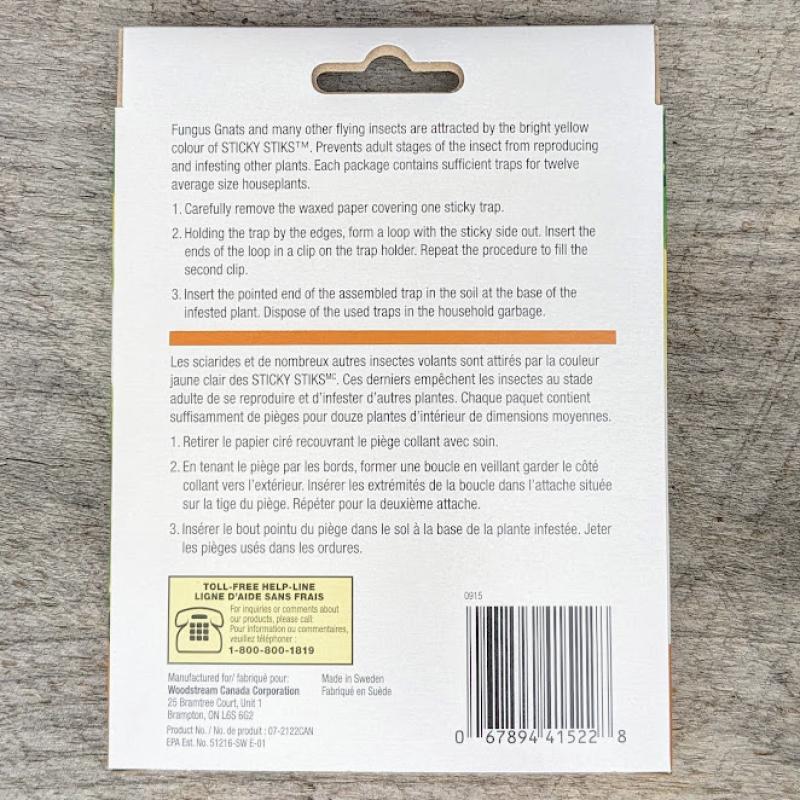 Fungus Gnats and many other flying insects are attracted by the bright yellow
colour of STICKY STIKS™. Prevents adult stages of the insect from reproducing
and infesting other plants. Each package contains sufficient traps for twelve
average size houseplants.
1. Carefully remove the waxed paper covering one sticky trap.
2. Holding the trap by the edges, form a loop with the sticky side out. Insert the
ends of the loop in a clip on the trap holder. Repeat the procedure to fill the
second clip.
3. Insert the pointed end of the assembled trap in the soil at the base of the
infested plant. Dispose of the used traps in the household garbage.
Les sciarides et de nombreux autres insectes volants sont attirés par la couleur
jaune clair des STICKY STIKSᴹᶜ. Ces derniers empêchent les insectes au stade
adulte de se reproduire et d'infester d'autres plantes. Chaque paquet contient
suffisamment de pièges pour douze plantes d'intérieur de dimensions moyennes.
1. Retirer le papier ciré recouvrant le piège collant avec soin.
2. En tenant le piège par les bords, former une boucle en veillant garder le côté
collant vers l'extérieur. Insérer les extrémités de la boucle dans l'attache située
sur la tige du piège. Répéter pour la deuxième attache.
3. Insérer le bout pointu du piège dans le sol à la base de la plante infestée. Jeter
les pièges usés dans les ordures.
TOLL-FREE HELP-LINE
LIGNE D'AIDE SANS FRAIS
For inquiries or comments about
our products, please call:
Pour information ou commentaires,
veuillez téléphoner :
1-800-800-1819
Manufactured for/ fabriqué pour:
Woodstream Canada Corporation
25 Bramtree Court, Unit 1
Brampton, ON L6S 6G2
Product No. / No. de produit : 07-2122CAN
EPA Est. No. 51216-SW E-01
Made in Sweden
Fabriqué en Suède
0915
0 67894 41522 8